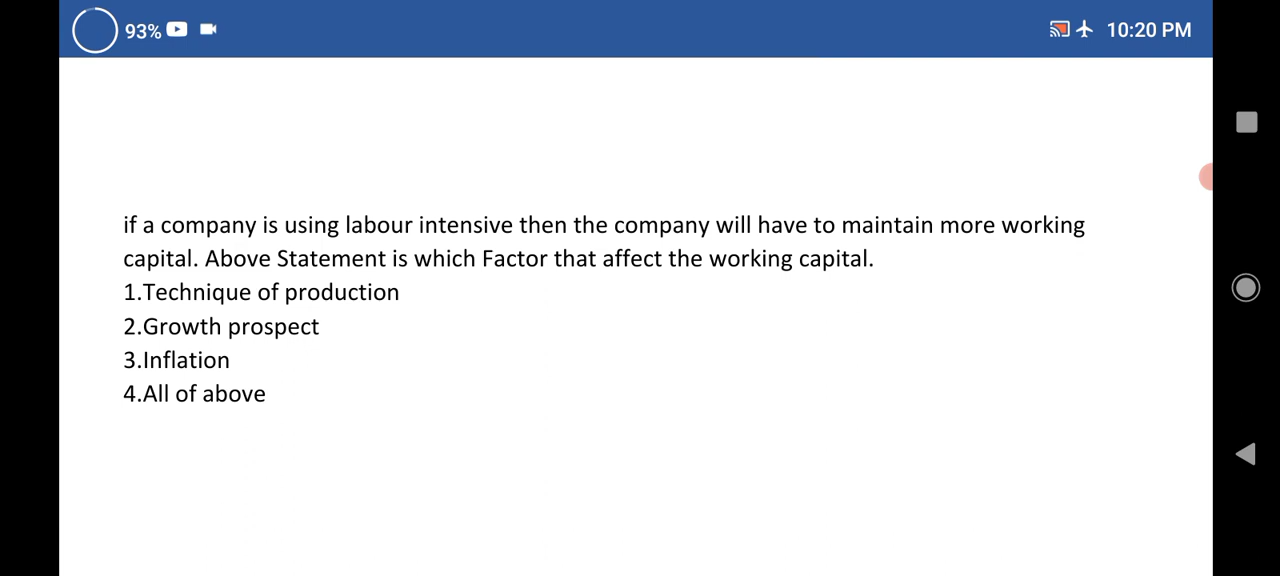 93% 10:20 PM
if a company is using labour intensive then the company will have to maintain more working
capital. Above Statement is which Factor that affect the working capital.
1.Technique of production
2.Growth prospect
3.Inflation
4.All of above